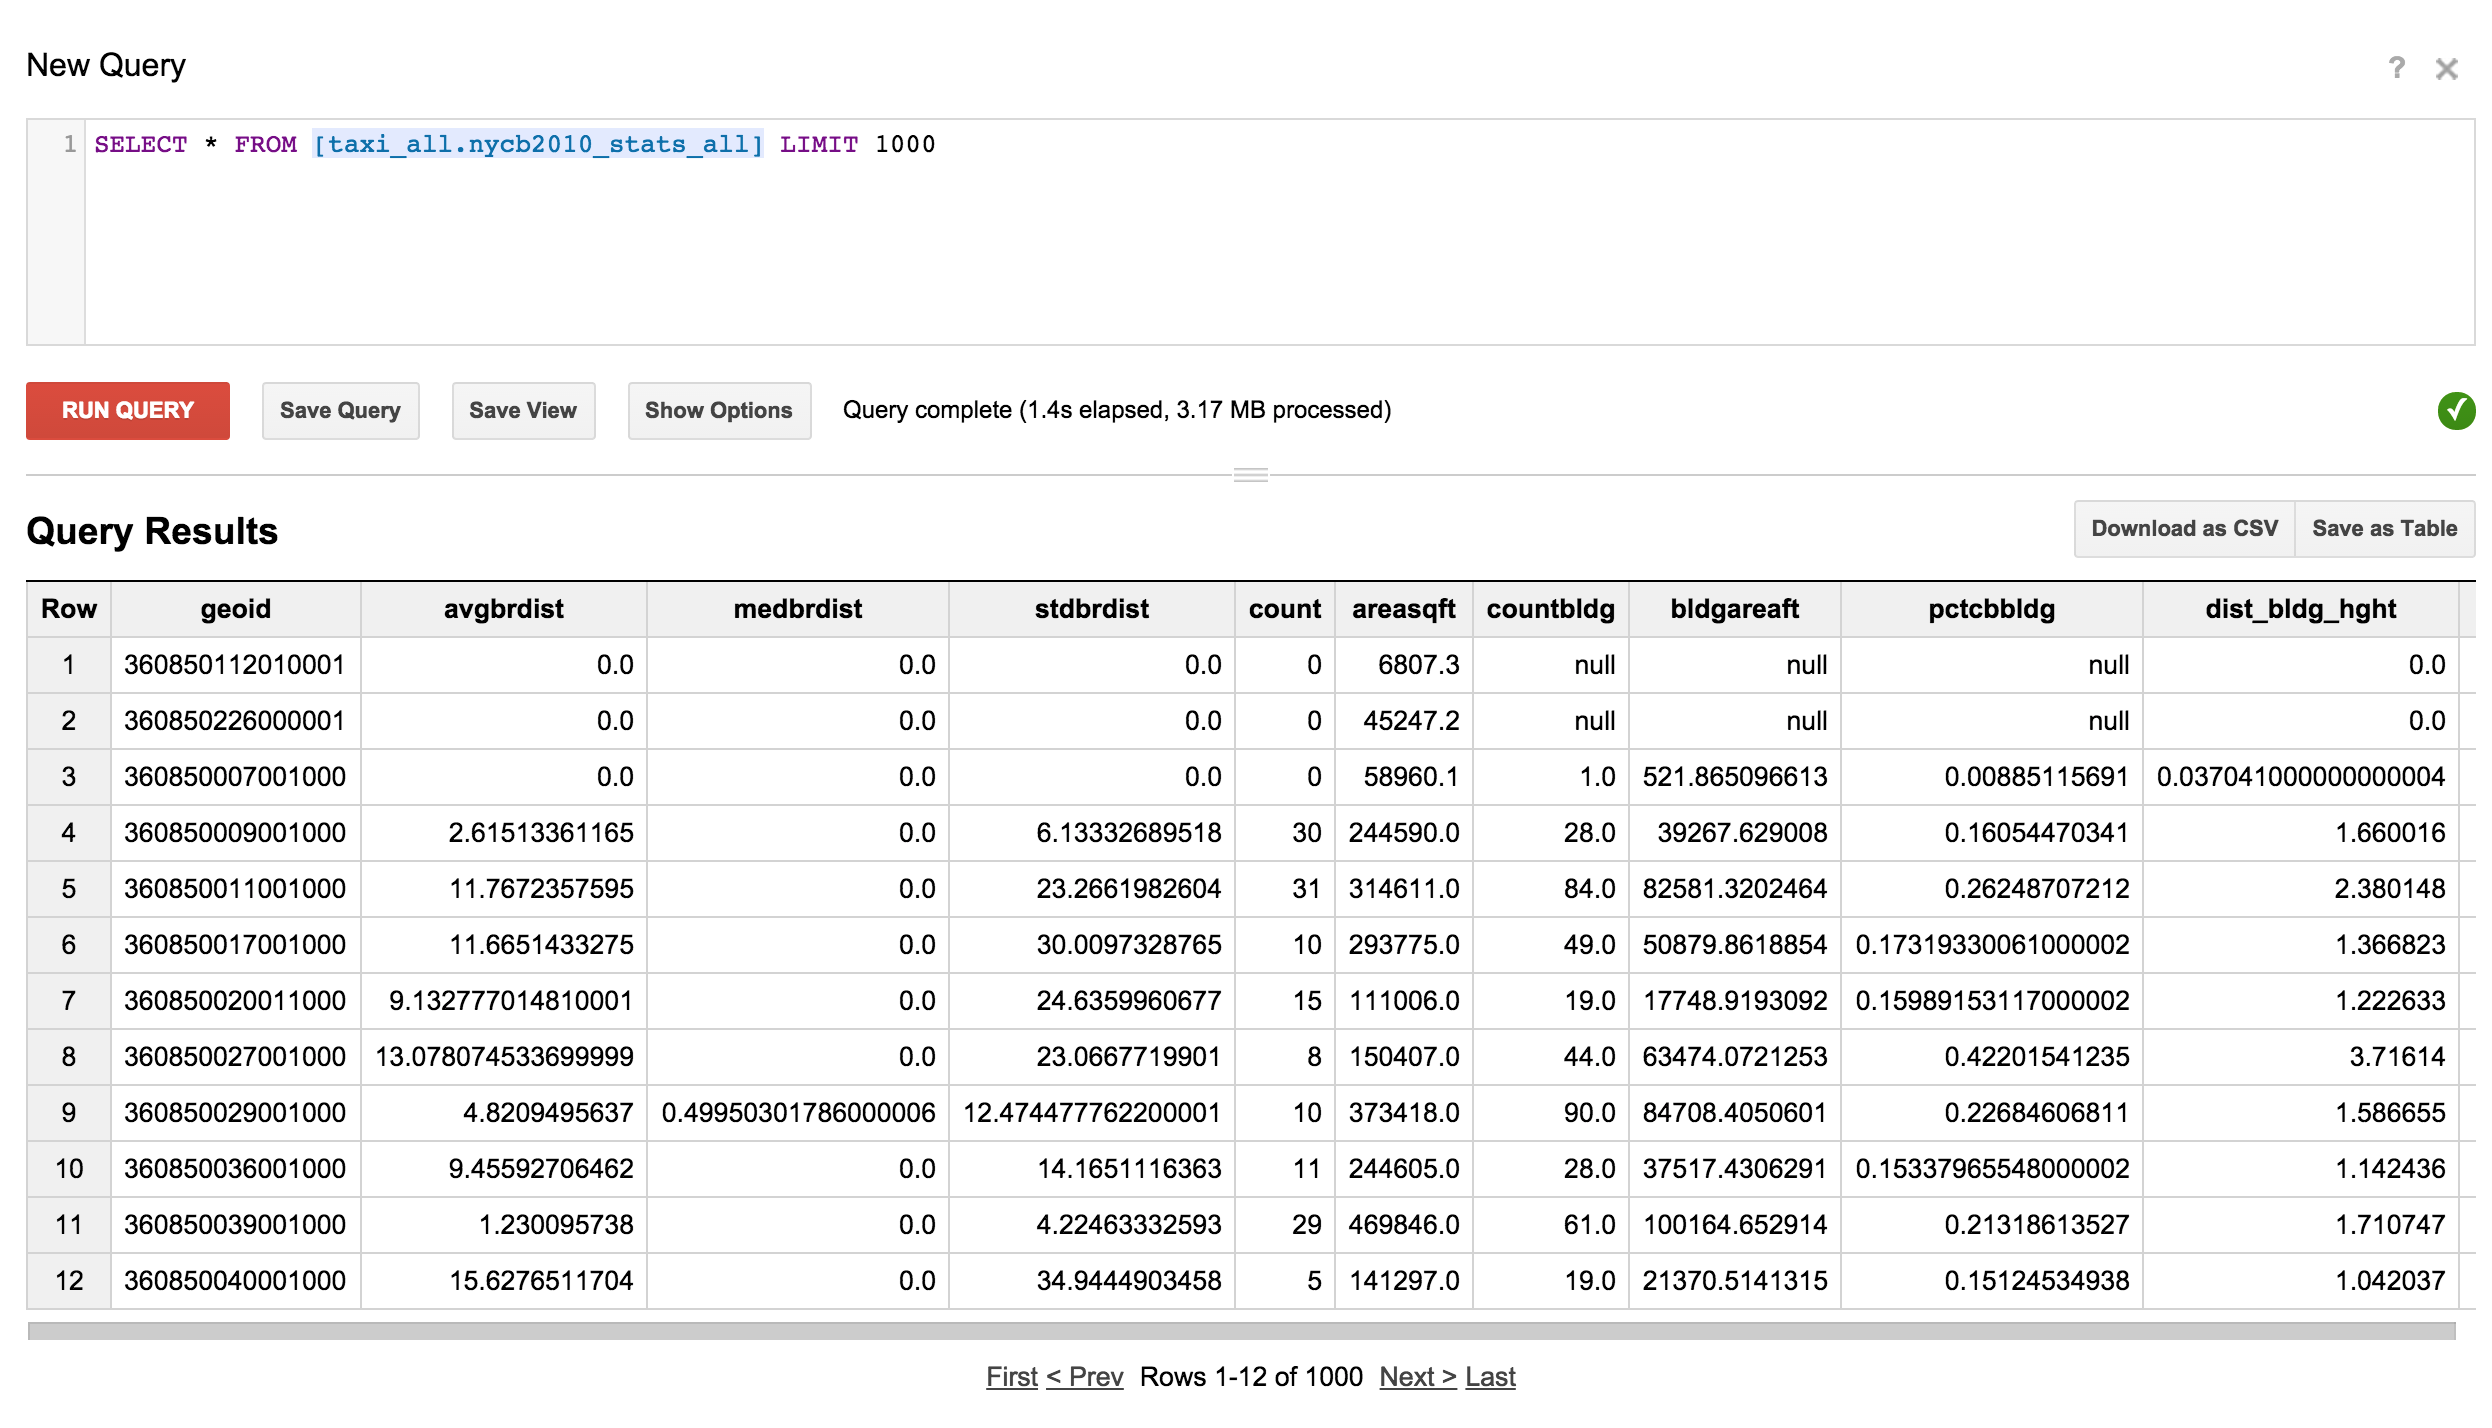 New Query
? ×
1 SELECT * FROM [taxi_all.nycb2010_stats_all] LIMIT 1000
RUN QUERY Save Query Save View Show Options Query complete (1.4s elapsed, 3.17 MB processed)
Query Results Download as CSV Save as Table
Row geoid avgbrdist medbrdist stdbrdist count areasqft countbldg bldgareaft pctcbbldg dist_bldg_hght
1 360850112010001 0.0 0.0 0.0 0 6807.3 null null null 0.0
2 360850226000001 0.0 0.0 0.0 0 45247.2 null null null 0.0
3 360850007001000 0.0 0.0 0.0 0 58960.1 1.0 521.865096613 0.00885115691 0.037041000000000004
4 360850009001000 2.61513361165 0.0 6.13332689518 30 244590.0 28.0 39267.629008 0.16054470341 1.660016
5 360850011001000 11.7672357595 0.0 23.2661982604 31 314611.0 84.0 82581.3202464 0.26248707212 2.380148
6 360850017001000 11.6651433275 0.0 30.0097328765 10 293775.0 49.0 50879.8618854 0.17319330061000002 1.366823
7 360850020011000 9.132777014810001 0.0 24.6359960677 15 111006.0 19.0 17748.9193092 0.15989153117000002 1.222633
8 360850027001000 13.078074533699999 0.0 23.0667719901 8 150407.0 44.0 63474.0721253 0.42201541235 3.71614
9 360850029001000 4.8209495637 0.49950301786000006 12.474477762200001 10 373418.0 90.0 84708.4050601 0.22684606811 1.586655
10 360850036001000 9.45592706462 0.0 14.1651116363 11 244605.0 28.0 37517.4306291 0.15337965548000002 1.142436
11 360850039001000 1.230095738 0.0 4.22463332593 29 469846.0 61.0 100164.652914 0.21318613527 1.710747
12 360850040001000 15.6276511704 0.0 34.9444903458 5 141297.0 19.0 21370.5141315 0.15124534938 1.042037
First < Prev Rows 1-12 of 1000 Next > Last